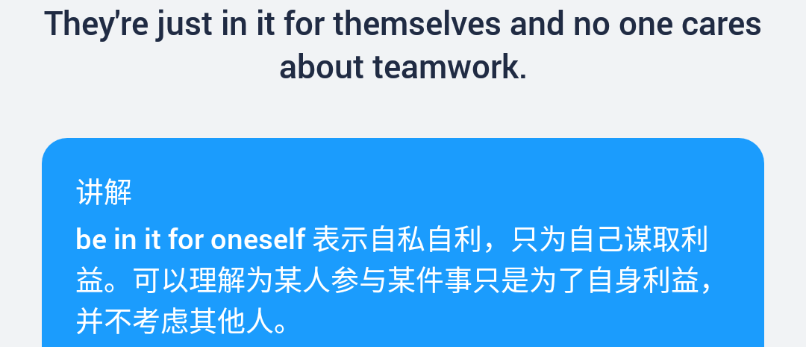 They're just in it for themselves and no one cares
about teamwork.
讲解
be in it for oneself 表示自私自利，只为自己谋取利
益。可以理解为某人参与某件事只是为了自身利益，
并不考虑其他人。